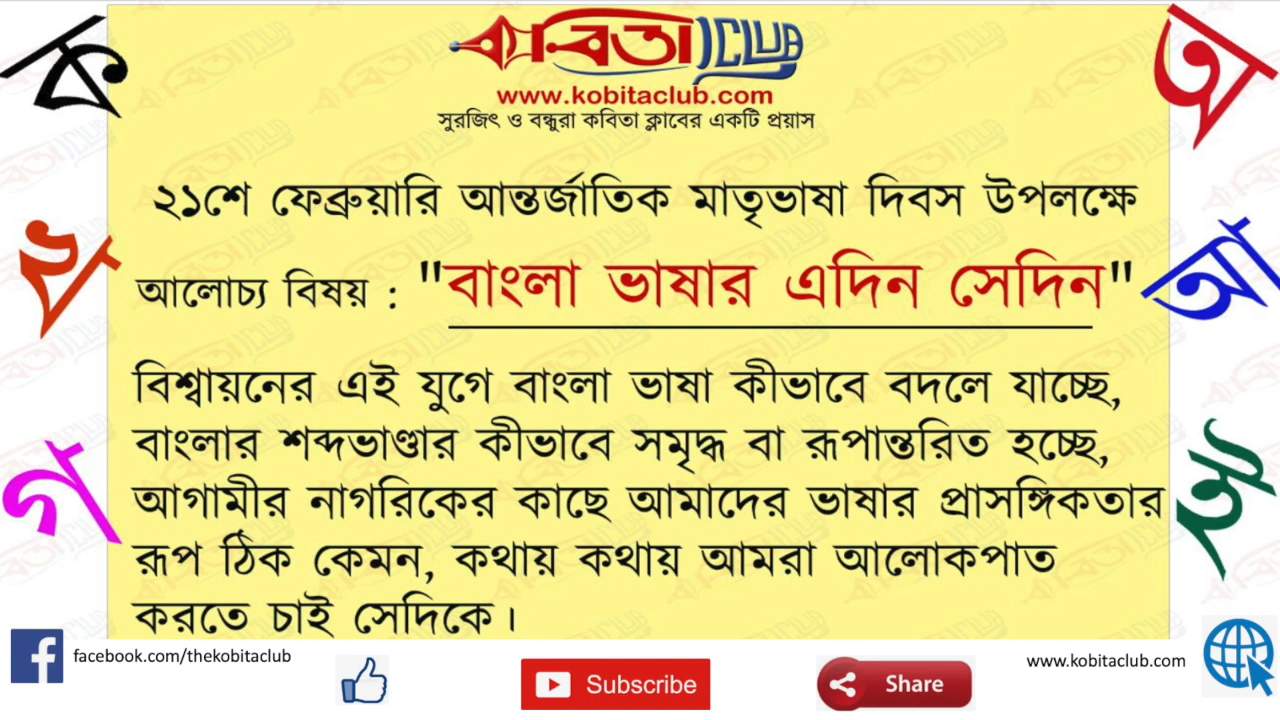 কবিতা CLUB
www.kobitaclub.com
সুরজিৎ ও বন্ধুরা কবিতা ক্লাবের একটি প্রয়াস
২১শে ফেব্রুয়ারি আন্তর্জাতিক মাতৃভাষা দিবস উপলক্ষে
আলোচ্য বিষয় : "বাংলা ভাষার এদিন সেদিন"
বিশ্বায়নের এই যুগে বাংলা ভাষা কীভাবে বদলে যাচ্ছে,
বাংলার শব্দভাণ্ডার কীভাবে সমৃদ্ধ বা রূপান্তরিত হচ্ছে,
আগামীর নাগরিকের কাছে আমাদের ভাষার প্রাসঙ্গিকতার
রূপ ঠিক কেমন, কথায় কথায় আমরা আলোকপাত
করতে চাই সেদিকে।
ক
খ
গ
অ
আ
ৎ
facebook.com/thekobitaclub
Subscribe
Share
www.kobitaclub.com